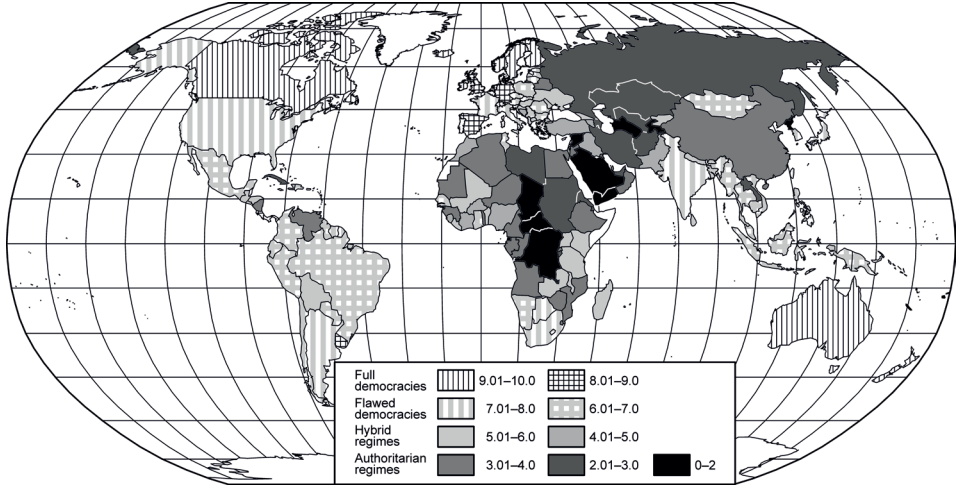 Full
democracies 9.01–10.0 8.01–9.0
Flawed
democracies 7.01–8.0 6.01–7.0
Hybrid
regimes 5.01–6.0 4.01–5.0
Authoritarian
regimes 3.01–4.0 2.01–3.0 0–2